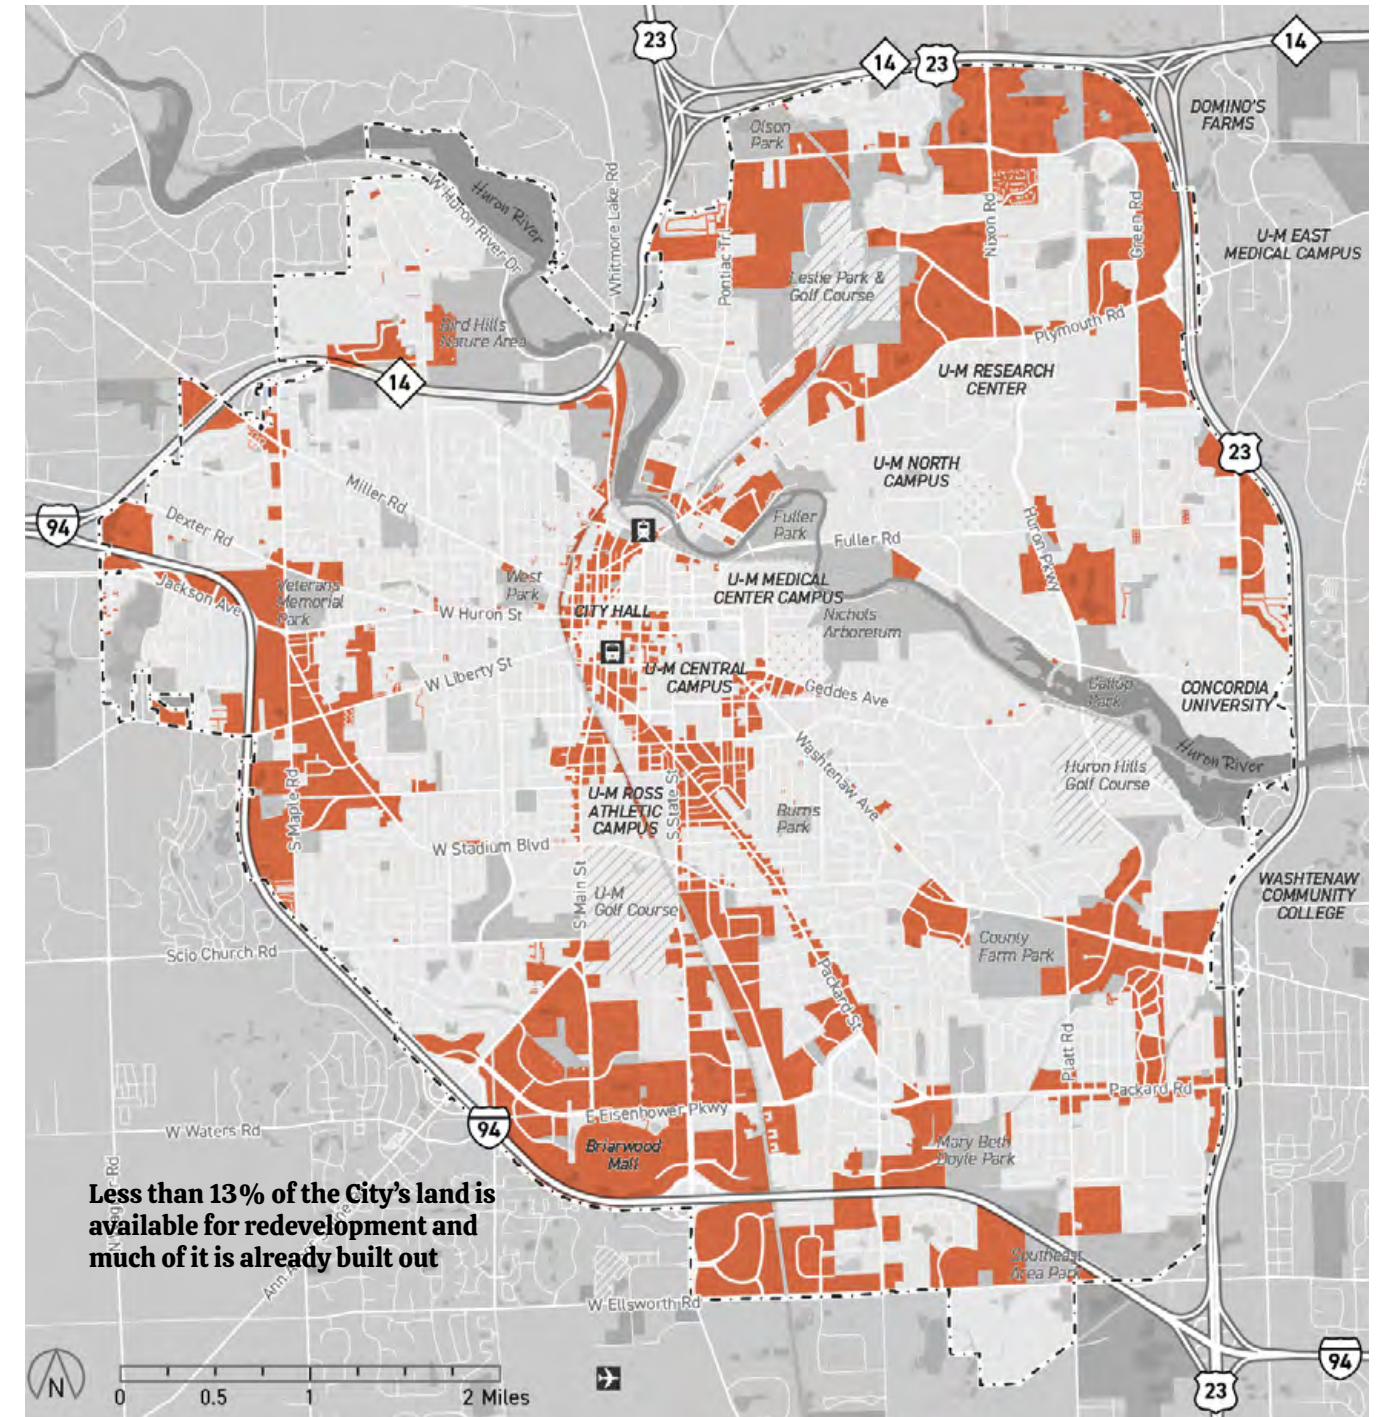 23
14
14
23
DOMINO'S
FARMS
Olson
Park
Huron River
W Huron River Dr
Whitmore Lake Rd
Pontiac Tr
Nixon Rd
Green Rd
U-M EAST
MEDICAL CAMPUS
Leslie Park &
Golf Course
Bird Hills
Nature Area
Plymouth Rd
14
U-M RESEARCH
CENTER
23
U-M NORTH
CAMPUS
Miller Rd
94
Dexter Rd
Fuller
Park
Fuller Rd
Huron Pkwy
Jackson Ave
Veterans
Memorial
Park
West
Park
W Huron St
CITY HALL
U-M MEDICAL
CENTER CAMPUS
Nichols
Arboretum
W Liberty St
U-M CENTRAL
CAMPUS
Geddes Ave
Gallup
Park
CONCORDIA
UNIVERSITY
Washtenaw Ave
Huron River
Huron Hills
Golf Course
S Maple Rd
U-M ROSS
ATHLETIC
CAMPUS
S State St
Burns
Park
W Stadium Blvd
S Main St
U-M
Golf Course
WASHTENAW
COMMUNITY
COLLEGE
County
Farm Park
Scio Church Rd
Packard St
Platt Rd
Packard Rd
E Eisenhower Pkwy
94
W Waters Rd
Briarwood
Mall
Mary Beth
Doyle Park
Less than 13% of the City's land is
available for redevelopment and
much of it is already built out
Ann
Southeast
Area Park
W Ellsworth Rd
N
0 0.5 1 2 Miles
94
23